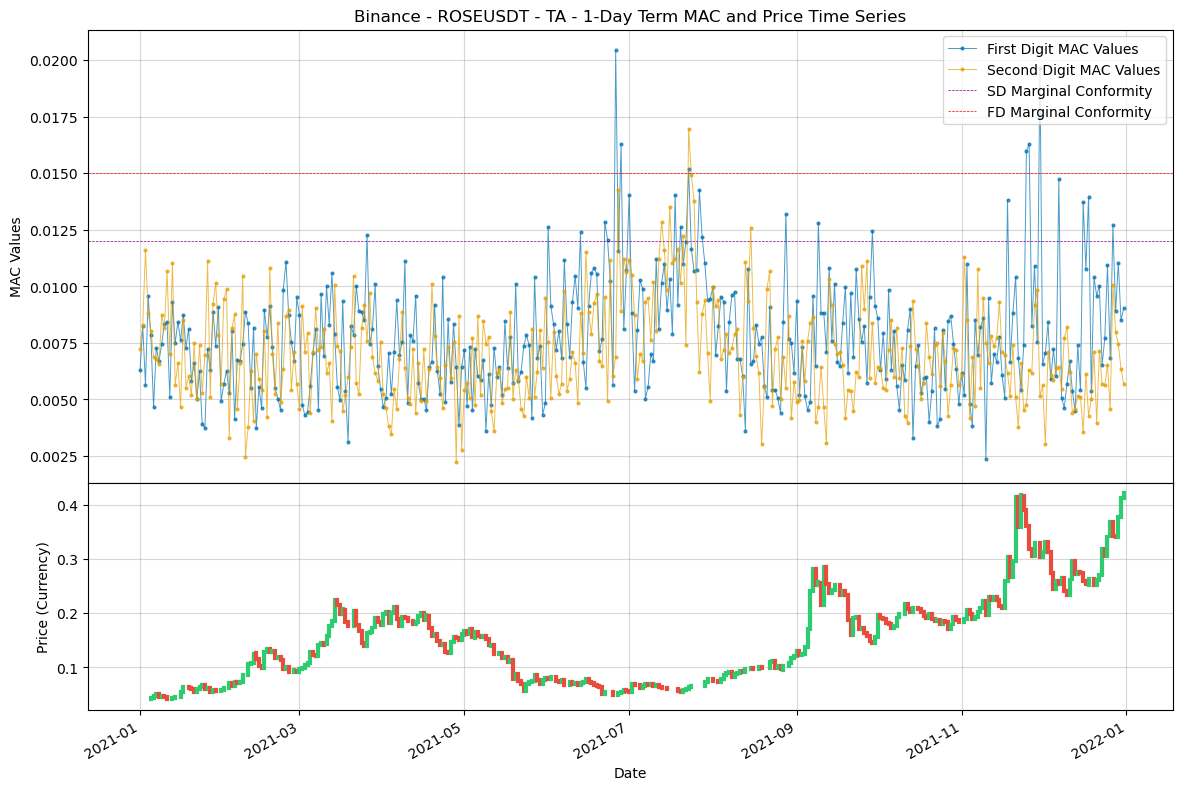 Binance - ROSEUSDT - TA - 1-Day Term MAC and Price Time Series
First Digit MAC Values
Second Digit MAC Values
SD Marginal Conformity
FD Marginal Conformity
MAC Values
0.0200
0.0175
0.0150
0.0125
0.0100
0.0075
0.0050
0.0025
Price (Currency)
0.4
0.3
0.2
0.1
2021-01
2021-03
2021-05
2021-07
2021-09
2021-11
2022-01
Date